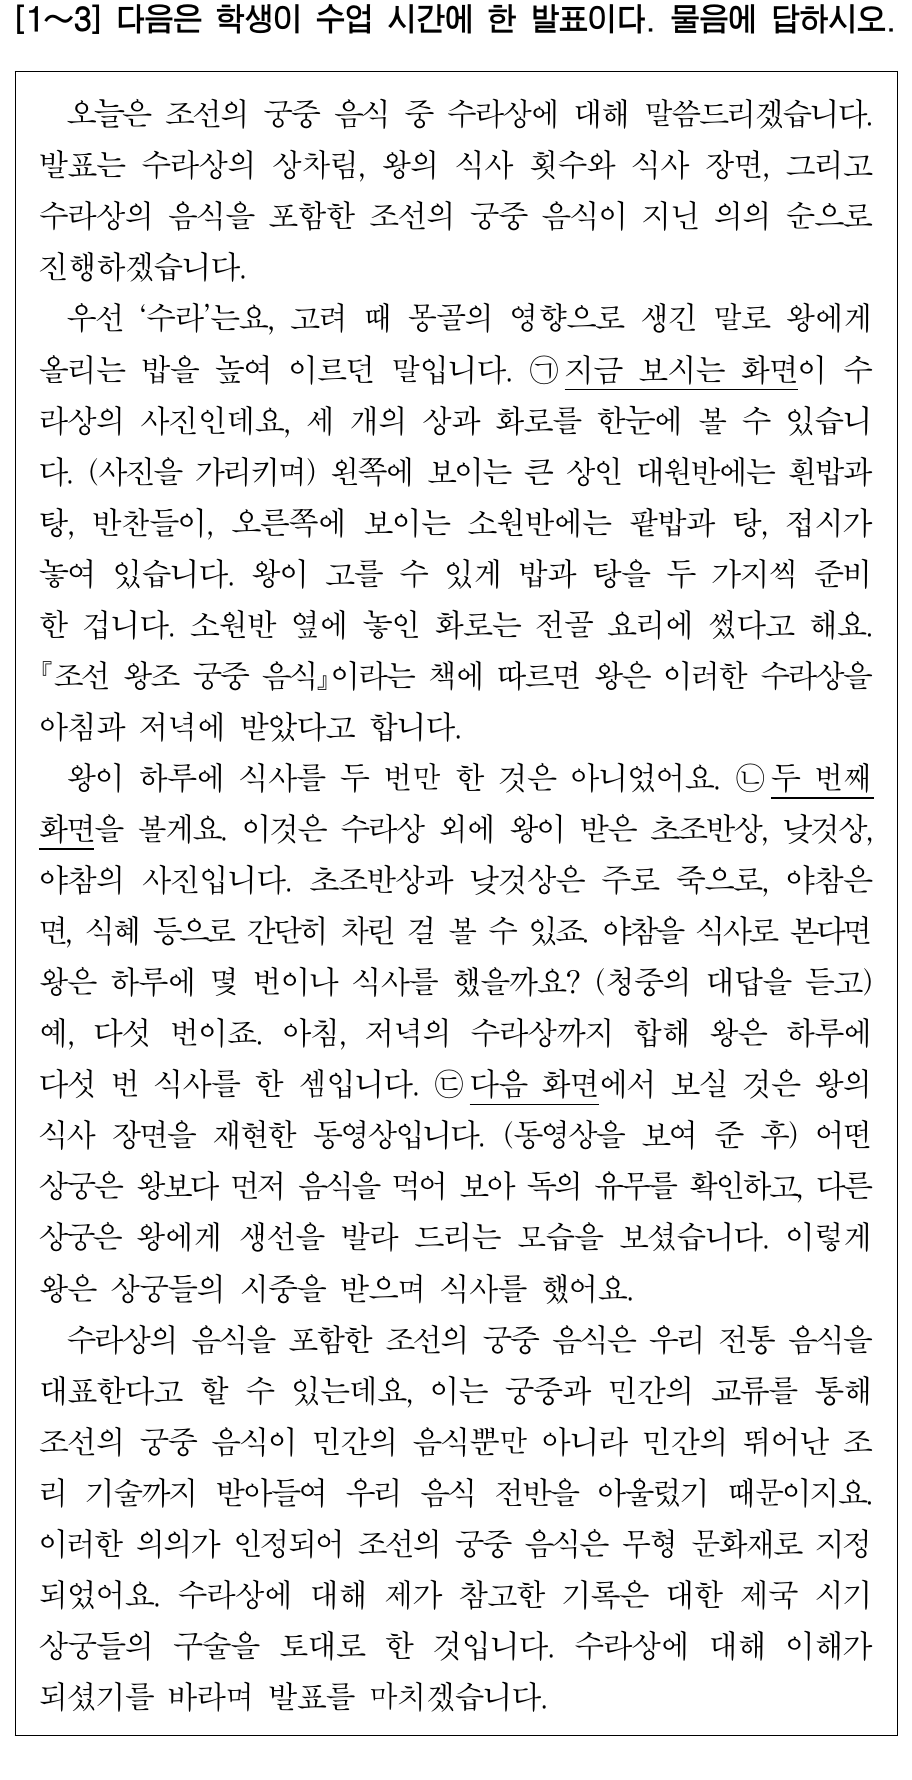 [1～3] 다음은 학생이 수업 시간에 한 발표이다. 물음에 답하시오.
오늘은 조선의 궁중 음식 중 수라상에 대해 말씀드리겠습니다.
발표는 수라상의 상차림, 왕의 식사 횟수와 식사 장면, 그리고
수라상의 음식을 포함한 조선의 궁중 음식이 지닌 의의 순으로
진행하겠습니다.
우선 ‘수라’는요, 고려 때 몽골의 영향으로 생긴 말로 왕에게
올리는 밥을 높여 이르던 말입니다. ㉠지금 보시는 화면이 수
라상의 사진인데요, 세 개의 상과 화로를 한눈에 볼 수 있습니
다. (사진을 가리키며) 왼쪽에 보이는 큰 상인 대원반에는 흰밥과
탕, 반찬들이, 오른쪽에 보이는 소원반에는 팥밥과 탕, 접시가
놓여 있습니다. 왕이 고를 수 있게 밥과 탕을 두 가지씩 준비
한 겁니다. 소원반 옆에 놓인 화로는 전골 요리에 썼다고 해요.
『조선 왕조 궁중 음식』이라는 책에 따르면 왕은 이러한 수라상을
아침과 저녁에 받았다고 합니다.
왕이 하루에 식사를 두 번만 한 것은 아니었어요. ㉡두 번째
화면을 볼게요. 이것은 수라상 외에 왕이 받은 초조반상, 낮것상,
야참의 사진입니다. 초조반상과 낮것상은 주로 죽으로, 야참은
면, 식혜 등으로 간단히 차린 걸 볼 수 있죠. 야참을 식사로 본다면
왕은 하루에 몇 번이나 식사를 했을까요? (청중의 대답을 듣고)
예, 다섯 번이죠. 아침, 저녁의 수라상까지 합해 왕은 하루에
다섯 번 식사를 한 셈입니다. ㉢다음 화면에서 보실 것은 왕의
식사 장면을 재현한 동영상입니다. (동영상을 보여 준 후) 어떤
상궁은 왕보다 먼저 음식을 먹어 보아 독의 유무를 확인하고, 다른
상궁은 왕에게 생선을 발라 드리는 모습을 보셨습니다. 이렇게
왕은 상궁들의 시중을 받으며 식사를 했어요.
수라상의 음식을 포함한 조선의 궁중 음식은 우리 전통 음식을
대표한다고 할 수 있는데요, 이는 궁중과 민간의 교류를 통해
조선의 궁중 음식이 민간의 음식뿐만 아니라 민간의 뛰어난 조
리 기술까지 받아들여 우리 음식 전반을 아울렀기 때문이지요.
이러한 의의가 인정되어 조선의 궁중 음식은 무형 문화재로 지정
되었어요. 수라상에 대해 제가 참고한 기록은 대한 제국 시기
상궁들의 구술을 토대로 한 것입니다. 수라상에 대해 이해가
되셨기를 바라며 발표를 마치겠습니다.